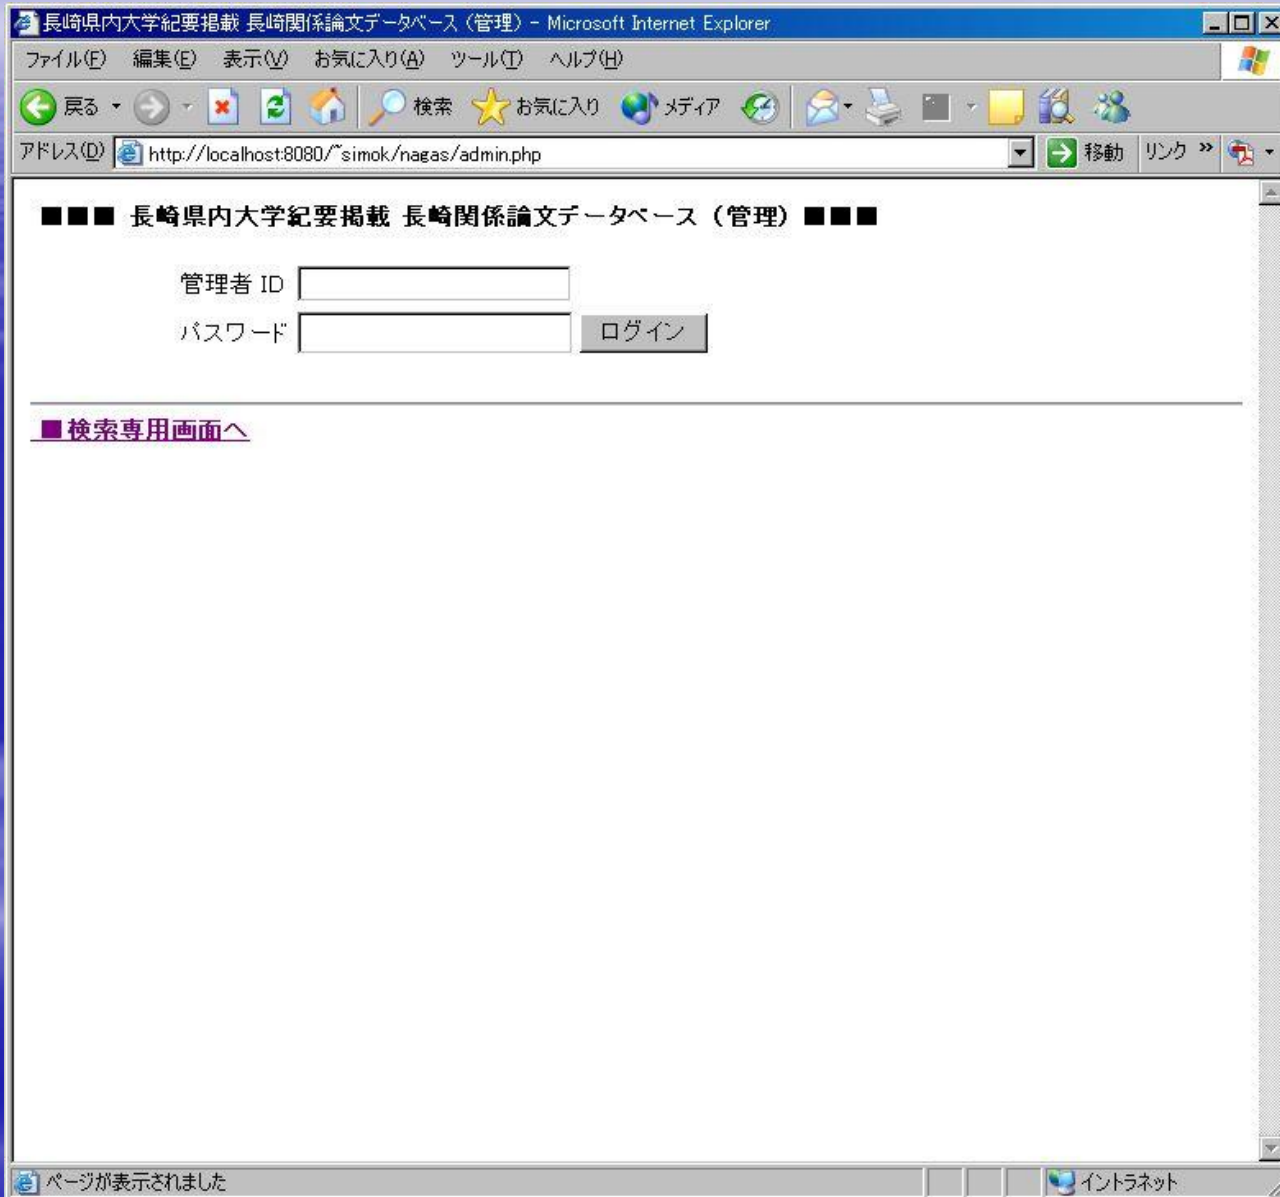 長崎県内大学紀要掲載 長崎関係論文データベース（管理） - Microsoft Internet Explorer
ファイル(F) 編集(E) 表示(V) お気に入り(A) ツール(T) ヘルプ(H)
戻る 検索 お気に入り メディア
アドレス(D) http://localhost:8080/~simok/nagas/admin.php 移動 リンク »
■■■ 長崎県内大学紀要掲載 長崎関係論文データベース（管理）■■■
管理者 ID
パスワード ログイン
■検索専用画面へ
ページが表示されました イントラネット